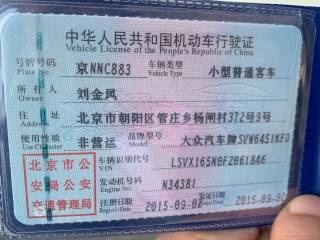 中华人民共和国机动车行驶证
Vehicle License of the People's Republic of China
号牌号码 京NNC883 车辆类型 小型普通客车
Plate No. Vehicle Type
所有人 刘金凤
Owner
住址 北京市朝阳区管庄乡杨闸村372号9号
Address
使用性质 非营运 品牌型号 大众汽车牌SVW6451KFD
Use Character Model
北京市公安局公安交通管理局
车辆识别代号 LSVX165N0F2061846
VIN
发动机号码 N34381
Engine No.
注册日期 2015-09-02 发证日期 2015-09-02
Register Date Issue Date